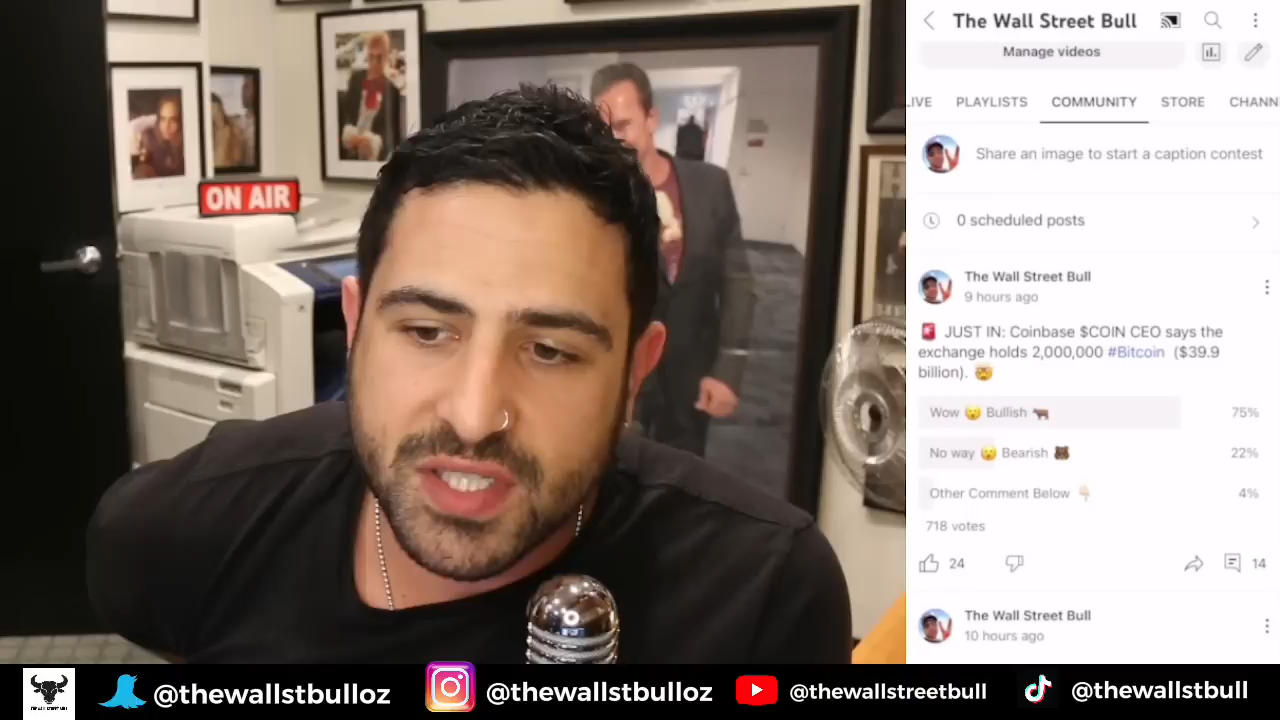 ON AIR
The Wall Street Bull
Manage videos
LIVE PLAYLISTS COMMUNITY STORE CHANN
Share an image to start a caption contest
0 scheduled posts
The Wall Street Bull
9 hours ago
🚨 JUST IN: Coinbase $COIN CEO says the
exchange holds 2,000,000 #Bitcoin ($39.9
billion). 🤯
Wow 🤯 Bullish 🐂 75%
No way 🤯 Bearish 🐻 22%
Other Comment Below 👇🏻 4%
718 votes
24 14
The Wall Street Bull
10 hours ago
@thewallstbulloz @thewallstbulloz @thewallstreetbull @thewallstbull